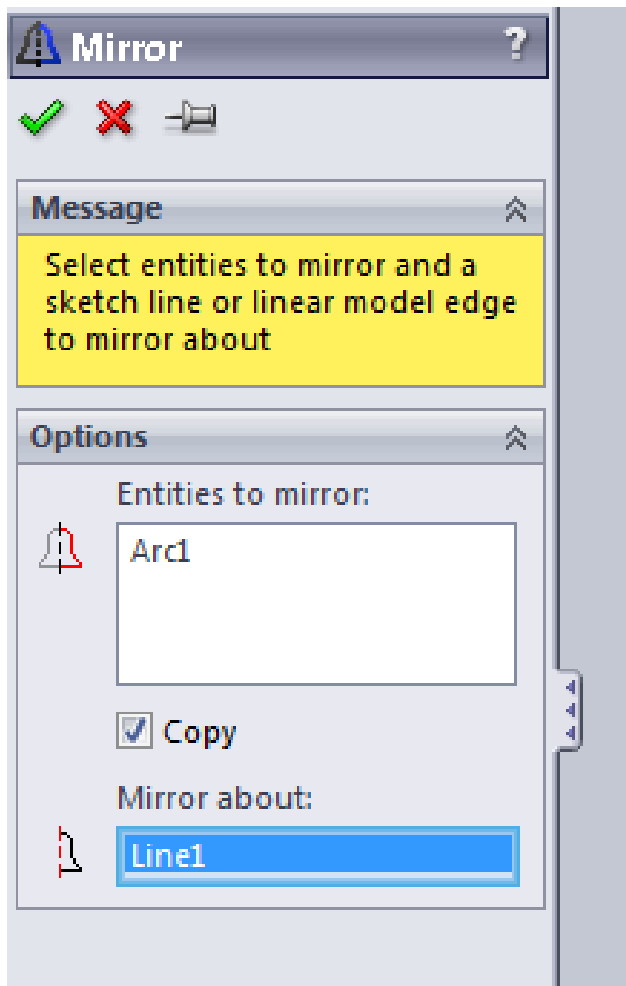 Mirror
?
Message
Select entities to mirror and a
sketch line or linear model edge
to mirror about
Options
Entities to mirror:
Arc1
Copy
Mirror about:
Line1